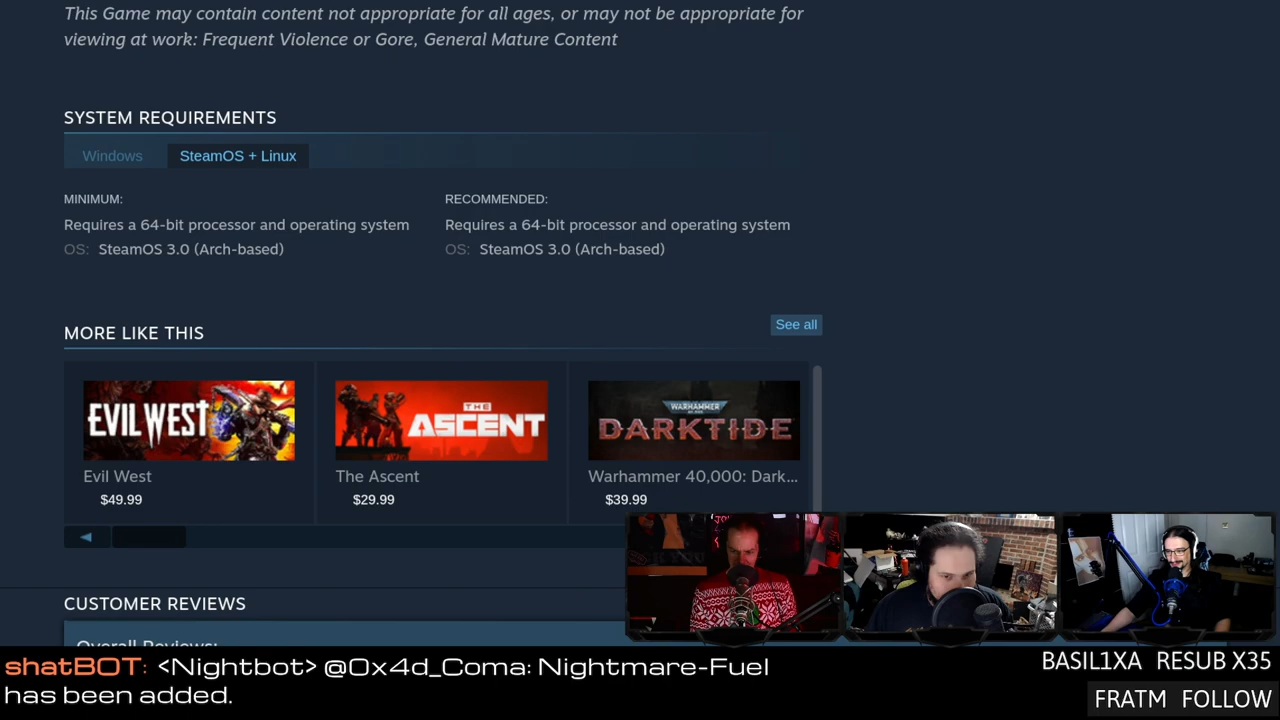 This Game may contain content not appropriate for all ages, or may not be appropriate for
viewing at work: Frequent Violence or Gore, General Mature Content
SYSTEM REQUIREMENTS
Windows
SteamOS + Linux
MINIMUM:
Requires a 64-bit processor and operating system
OS: SteamOS 3.0 (Arch-based)
RECOMMENDED:
Requires a 64-bit processor and operating system
OS: SteamOS 3.0 (Arch-based)
MORE LIKE THIS
See all
EVIL WEST
Evil West
$49.99
THE
ASCENT
The Ascent
$29.99
WARHAMMER
40,000
DARKTIDE
Warhammer 40,000: Dark...
$39.99
CUSTOMER REVIEWS
Overall Reviews:
shatBOT: <Nightbot> @0x4d_Coma: Nightmare-Fuel
has been added.
BASIL1XA RESUB X35
FRATM FOLLOW